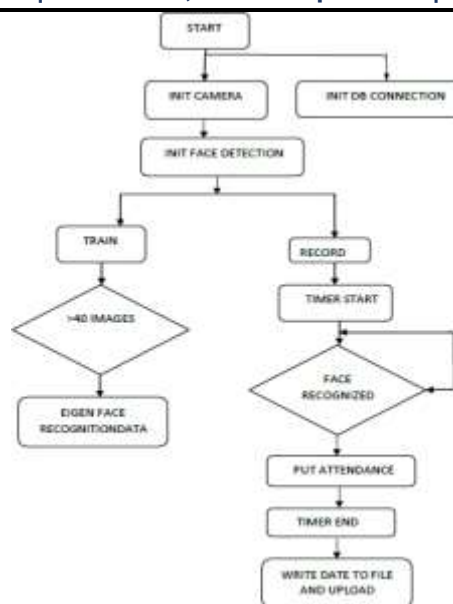 START
INIT CAMERA
INIT DB CONNECTION
INIT FACE DETECTION
TRAIN
RECORD
TIMER START
>40 IMAGES
FACE
RECOGNIZED
EIGEN FACE
RECOGNITIONDATA
PUT ATTENDANCE
TIMER END
WRITE DATE TO FILE
AND UPLOAD